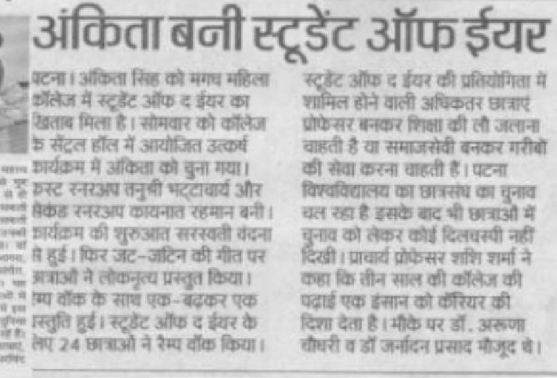 अंकिता बनी स्टूडेंट ऑफ ईयर
पटना। अंकिता सिंह को मगध महिला
कॉलेज में स्टूडेंट ऑफ द ईयर का
खिताब मिला है। सोमवार को कॉलेज
के सेंट्रल हॉल में आयोजित उत्कर्ष
कार्यक्रम में अंकिता को चुना गया।
फर्स्ट रनरअप तनुश्री भट्टाचार्य और
सेकेंड रनरअप कायनात रहमान बनी।
कार्यक्रम की शुरुआत सरस्वती वंदना
से हुई। फिर जट-जटिन की गीत पर
छात्राओं ने लोकनृत्य प्रस्तुत किया।
रैम्प वॉक के साथ एक-बढ़कर एक
प्रस्तुति हुई। स्टूडेंट ऑफ द ईयर के
लिए 24 छात्राओं ने रैम्प वॉक किया।
स्टूडेंट ऑफ द ईयर की प्रतियोगिता में
शामिल होने वाली अधिकतर छात्राएं
प्रोफेसर बनकर शिक्षा की लौ जलाना
चाहती है या समाजसेवी बनकर गरीबो
की सेवा करना चाहती हैं। पटना
विश्वविद्यालय का छात्रसंघ का चुनाव
चल रहा है इसके बाद भी छात्राओं में
चुनाव को लेकर कोई दिलचस्पी नहीं
दिखी। प्राचार्य प्रोफेसर शशि शर्मा ने
कहा कि तीन साल की कॉलेज की
पढ़ाई एक इंसान को कॅरियर की
दिशा देता है। मौके पर डॉ. अरूणा
चौधरी व डॉ जर्नादन प्रसाद मौजूद थे।